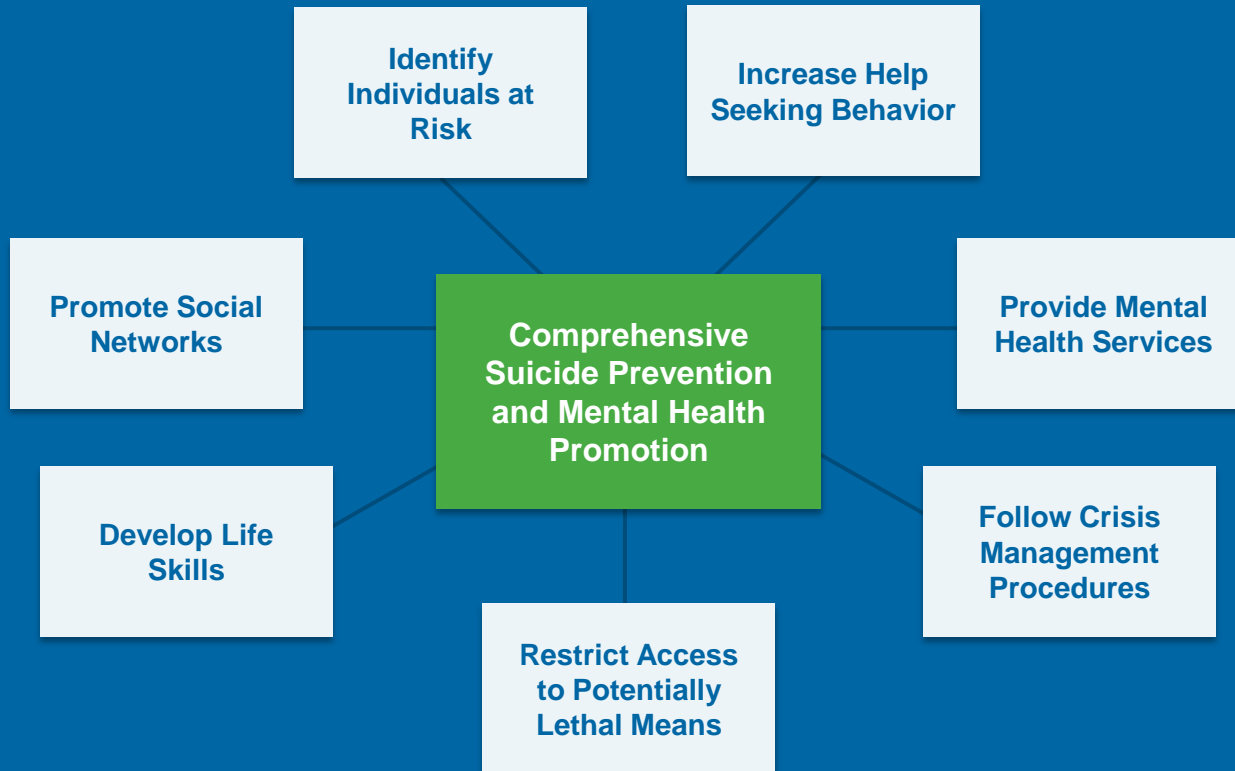 Identify
Individuals at
Risk
Increase Help
Seeking Behavior
Promote Social
Networks
Comprehensive
Suicide Prevention
and Mental Health
Promotion
Provide Mental
Health Services
Develop Life
Skills
Follow Crisis
Management
Procedures
Restrict Access
to Potentially
Lethal Means